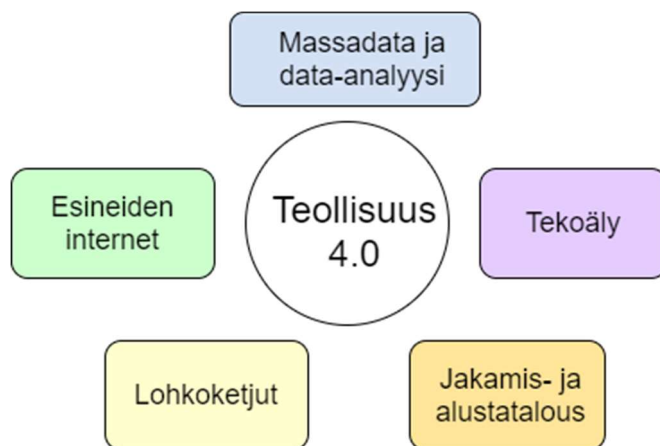 Massadata ja
data-analyysi
Esineiden
internet
Teollisuus
4.0
Tekoäly
Lohkoketjut
Jakamis- ja
alustatalous